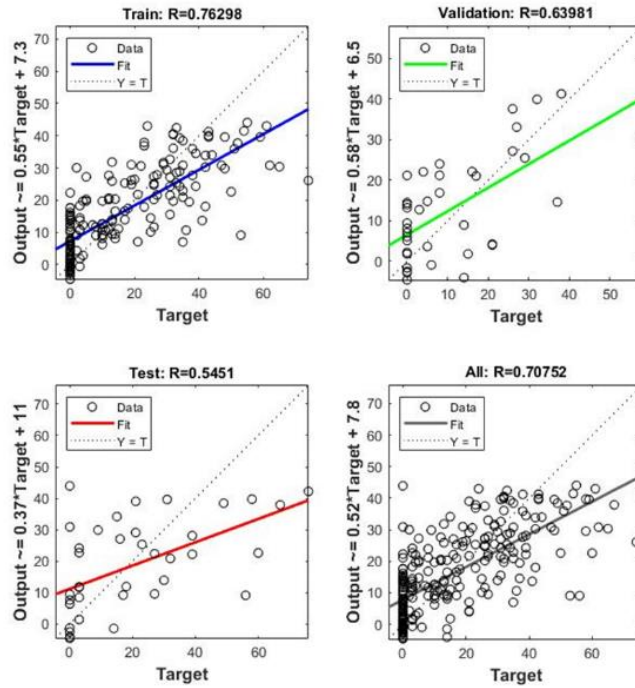 Train: R=0.76298
Output ~= 0.55*Target + 7.3
70
60
50
40
30
20
10
0
Data
Fit
Y = T
0
20
40
60
Target
Validation: R=0.63981
Output ~= 0.58*Target + 6.5
50
40
30
20
10
0
Data
Fit
Y = T
0
10
20
30
40
50
Target
Test: R=0.5451
Output ~= 0.37*Target + 11
70
60
50
40
30
20
10
0
Data
Fit
Y = T
0
20
40
60
Target
All: R=0.70752
Output ~= 0.52*Target + 7.8
70
60
50
40
30
20
10
0
Data
Fit
Y = T
0
20
40
60
Target